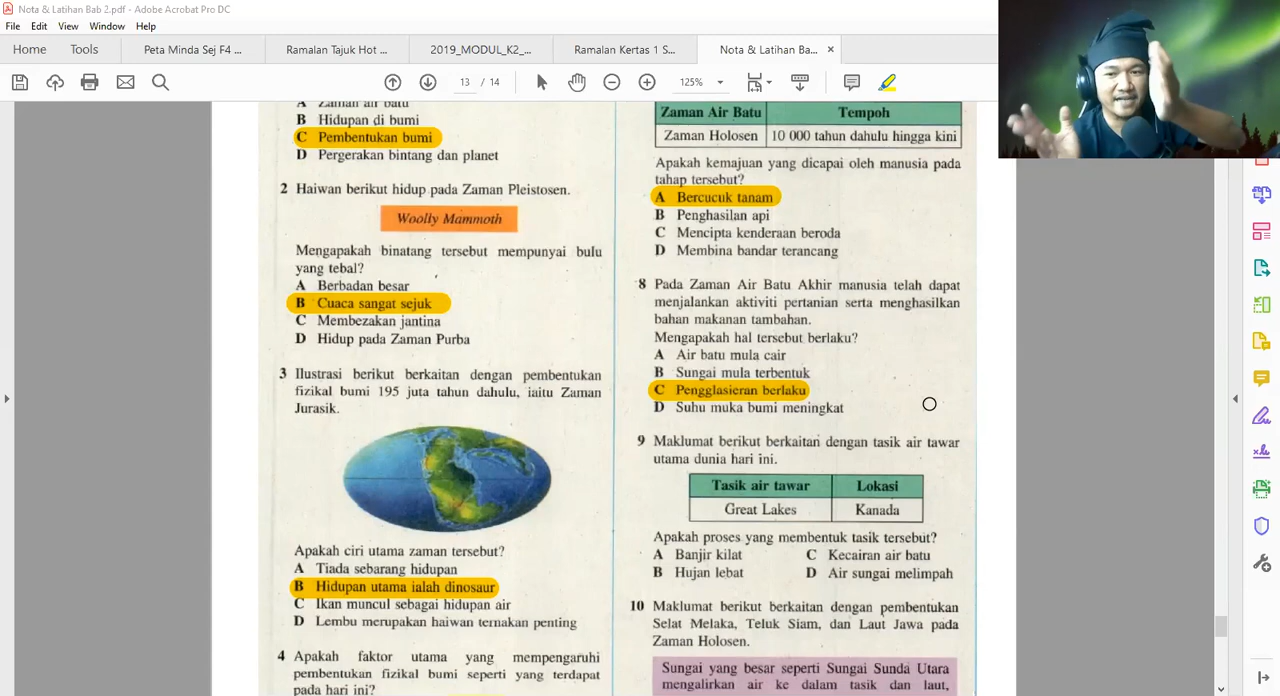 Nota & Latihan Bab 2.pdf - Adobe Acrobat Pro DC
File Edit View Window Help
Home Tools Peta Minda Sej F4 ... Ramalan Tajuk Hot ... 2019_MODUL_K2_... Ramalan Kertas 1 S... Nota & Latihan Ba... ×
13 / 14 125%
A Zaman air batu
B Hidupan di bumi
C Pembentukan bumi
D Pergerakan bintang dan planet
2 Haiwan berikut hidup pada Zaman Pleistosen.
Woolly Mammoth
Mengapakah binatang tersebut mempunyai bulu
yang tebal?
A Berbadan besar
B Cuaca sangat sejuk
C Membezakan jantina
D Hidup pada Zaman Purba
3 Ilustrasi berikut berkaitan dengan pembentukan
fizikal bumi 195 juta tahun dahulu, iaitu Zaman
Jurasik.
Apakah ciri utama zaman tersebut?
A Tiada sebarang hidupan
B Hidupan utama ialah dinosaur
C Ikan muncul sebagai hidupan air
D Lembu merupakan haiwan ternakan penting
4 Apakah faktor utama yang mempengaruhi
pembentukan fizikal bumi seperti yang terdapat
pada hari ini?
Zaman Air Batu Tempoh
Zaman Holosen 10 000 tahun dahulu hingga kini
Apakah kemajuan yang dicapai oleh manusia pada
tahap tersebut?
A Bercucuk tanam
B Penghasilan api
C Mencipta kenderaan beroda
D Membina bandar terancang
8 Pada Zaman Air Batu Akhir manusia telah dapat
menjalankan aktiviti pertanian serta menghasilkan
bahan makanan tambahan.
Mengapakah hal tersebut berlaku?
A Air batu mula cair
B Sungai mula terbentuk
C Pengglasieran berlaku
D Suhu muka bumi meningkat
9 Maklumat berikut berkaitan dengan tasik air tawar
utama dunia hari ini.
Tasik air tawar Lokasi
Great Lakes Kanada
Apakah proses yang membentuk tasik tersebut?
A Banjir kilat C Kecairan air batu
B Hujan lebat D Air sungai melimpah
10 Maklumat berikut berkaitan dengan pembentukan
Selat Melaka, Teluk Siam, dan Laut Jawa pada
Zaman Holosen.
Sungai yang besar seperti Sungai Sunda Utara
mengalirkan air ke dalam tasik dan laut,